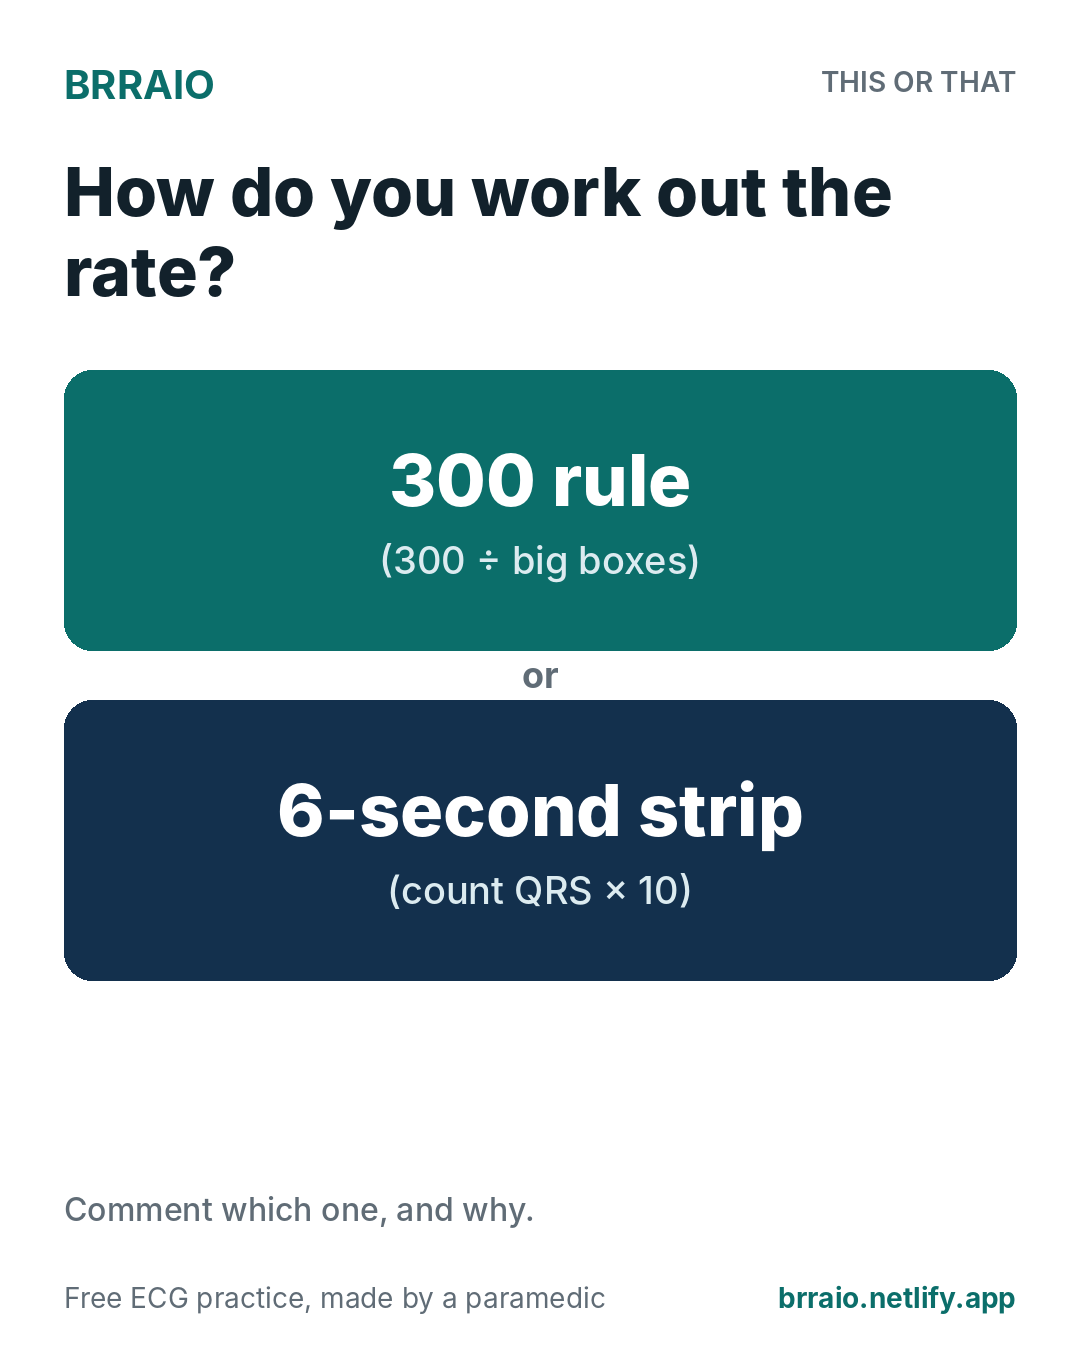 BRRAIO
THIS OR THAT
How do you work out the
rate?
300 rule
(300 ÷ big boxes)
or
6-second strip
(count QRS × 10)
Comment which one, and why.
Free ECG practice, made by a paramedic
brraio.netlify.app